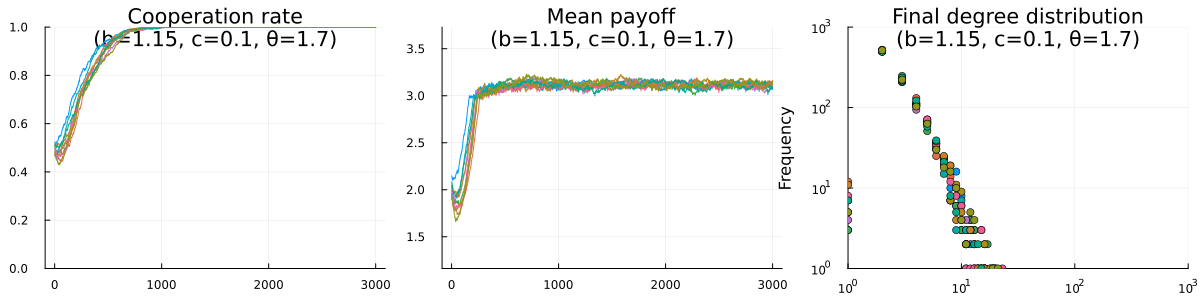 Cooperation rate
(b=1.15, c=0.1, θ=1.7)
1.0
0.8
0.6
0.4
0.2
0.0
0 1000 2000 3000
Mean payoff
(b=1.15, c=0.1, θ=1.7)
3.5
3.0
2.5
2.0
1.5
0 1000 2000 3000
Final degree distribution
(b=1.15, c=0.1, θ=1.7)
Frequency
10³
10²
10¹
10⁰
10⁰ 10¹ 10² 10³